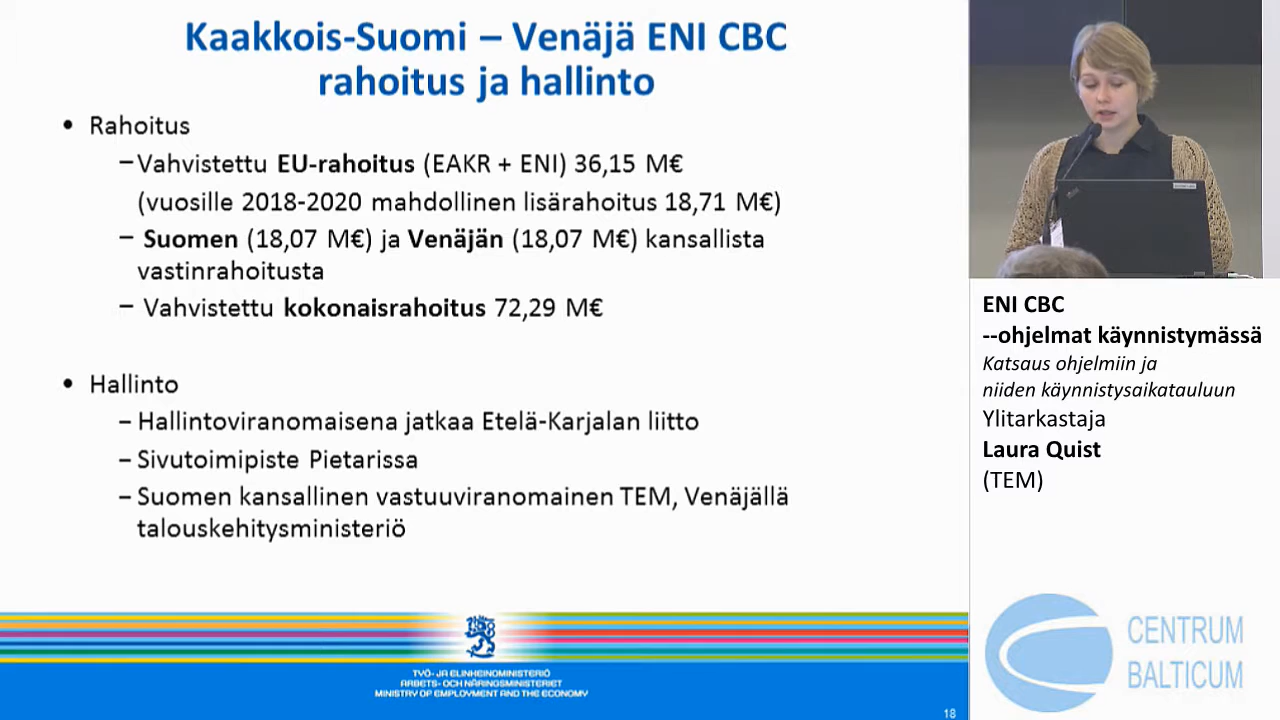 Kaakkois-Suomi – Venäjä ENI CBC
rahoitus ja hallinto
• Rahoitus
– Vahvistettu EU-rahoitus (EAKR + ENI) 36,15 M€
(vuosille 2018-2020 mahdollinen lisärahoitus 18,71 M€)
– Suomen (18,07 M€) ja Venäjän (18,07 M€) kansallista
vastinrahoitusta
– Vahvistettu kokonaisrahoitus 72,29 M€
• Hallinto
– Hallintoviranomaisena jatkaa Etelä-Karjalan liitto
– Sivutoimipiste Pietarissa
– Suomen kansallinen vastuuviranomainen TEM, Venäjällä
talouskehitysministeriö
TYÖ- JA ELINKEINOMINISTERIÖ
ARBETS- OCH NÄRINGSMINISTERIET
MINISTRY OF EMPLOYMENT AND THE ECONOMY
18
ENI CBC
--ohjelmat käynnistymässä
Katsaus ohjelmiin ja
niiden käynnistysaikatauluun
Ylitarkastaja
Laura Quist
(TEM)
CENTRUM
BALTICUM